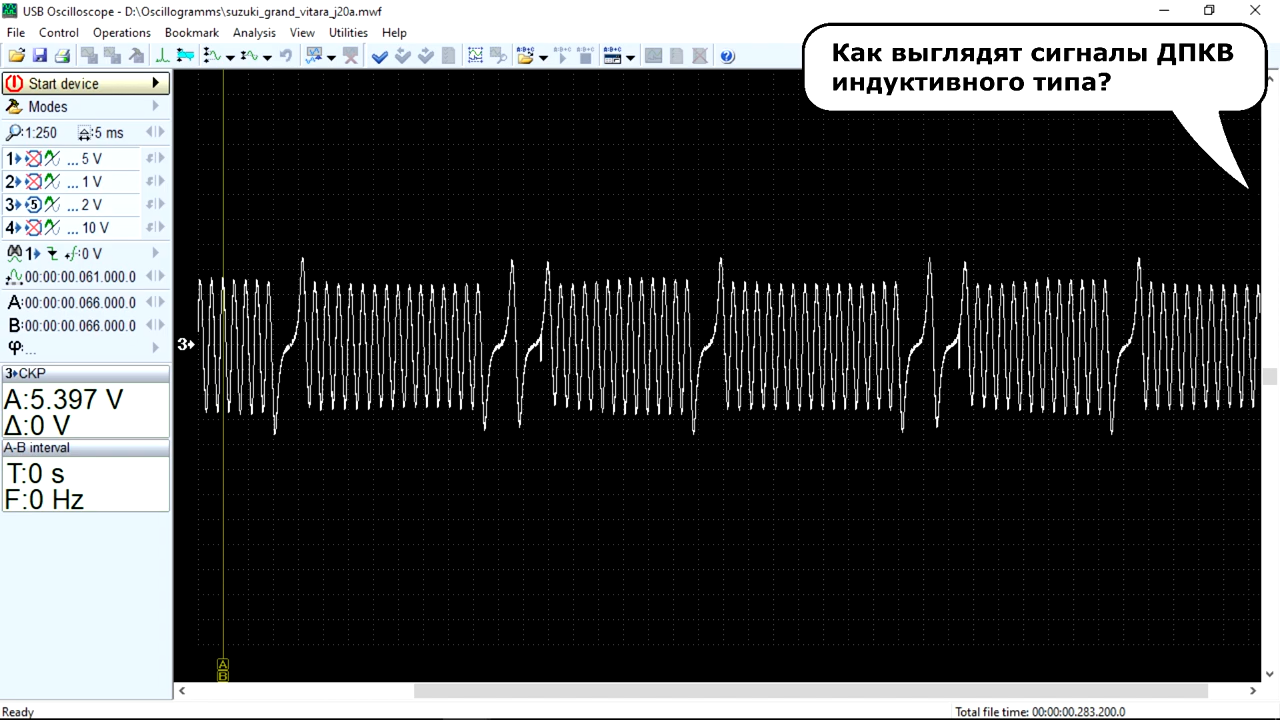 USB Oscilloscope - D:\Oscillogramms\suzuki_grand_vitara_j20a.mwf
File Control Operations Bookmark View Analysis Utilities Help
Как выглядят сигналы ДПКВ
индуктивного типа?
Start device
Modes
:1:250 :5 ms
1 ... 5 V
2 ... 1 V
3 5 ... 2 V
4 ... 10 V
1 :0 V
00:00:00.061.000.0
A:00:00:00.066.000.0
B:00:00:00.066.000.0
φ:...
3 CKP
A:5.397 V
Δ:0 V
A-B interval
T:0 s
F:0 Hz
3
A
B
Ready Total file time: 00:00:00.283.200.0